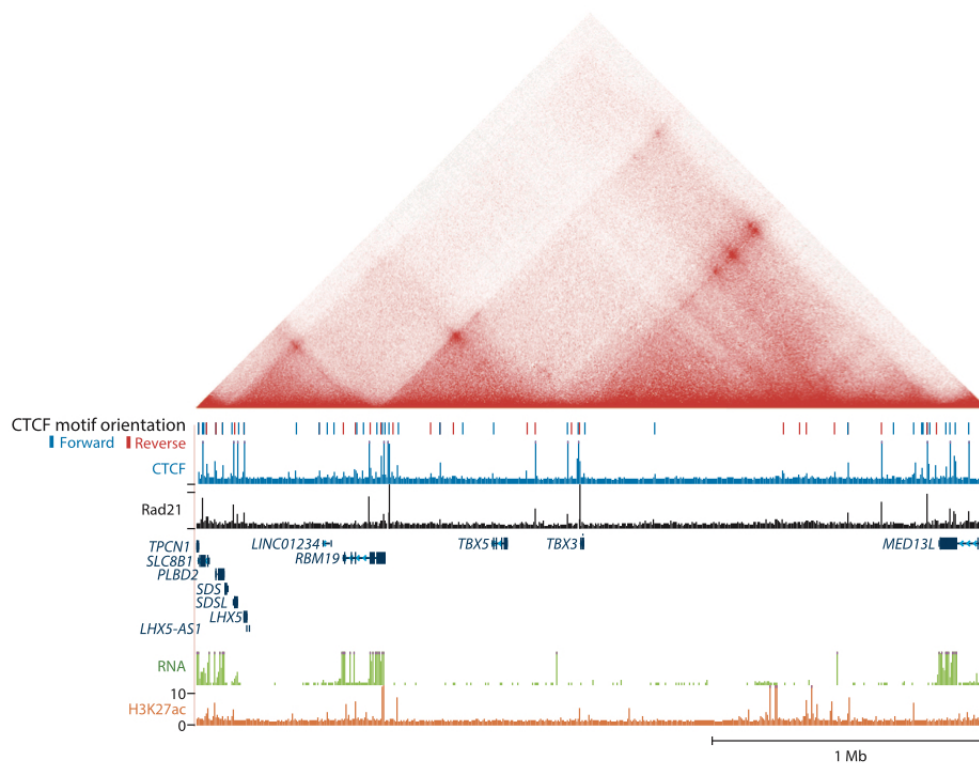 CTCF motif orientation
Forward Reverse
CTCF
Rad21
TPCN1 LINC01234 TBX5 TBX3 MED13L
SLC8B1 RBM19
PLBD2
SDS
SDSL
LHX5
LHX5-AS1
RNA
10
H3K27ac
0
1 Mb